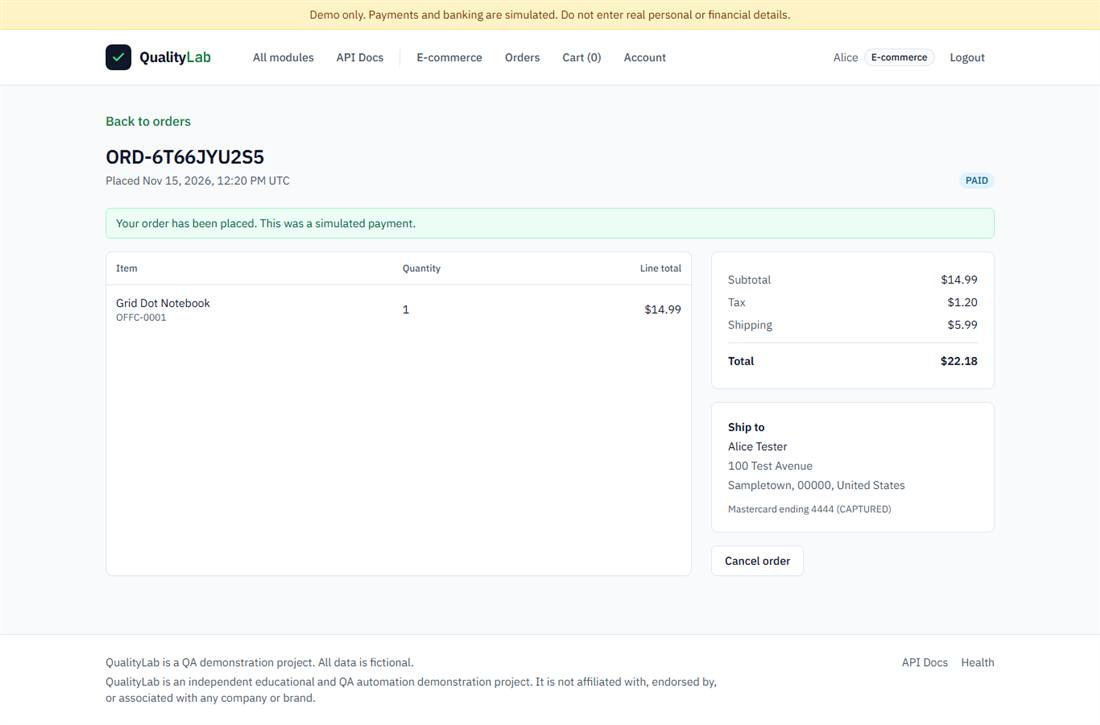 Demo only. Payments and banking are simulated. Do not enter real personal or financial details.
QualityLab All modules API Docs E-commerce Orders Cart (0) Account Alice E-commerce Logout
Back to orders
ORD-6T66JYU2S5
Placed Nov 15, 2026, 12:20 PM UTC PAID
Your order has been placed. This was a simulated payment.
Item Quantity Line total
Grid Dot Notebook 1 $14.99
OFFC-0001
Subtotal $14.99
Tax $1.20
Shipping $5.99
Total $22.18
Ship to
Alice Tester
100 Test Avenue
Sampletown, 00000, United States
Mastercard ending 4444 (CAPTURED)
Cancel order
QualityLab is a QA demonstration project. All data is fictional. API Docs Health
QualityLab is an independent educational and QA automation demonstration project. It is not affiliated with, endorsed by,
or associated with any company or brand.